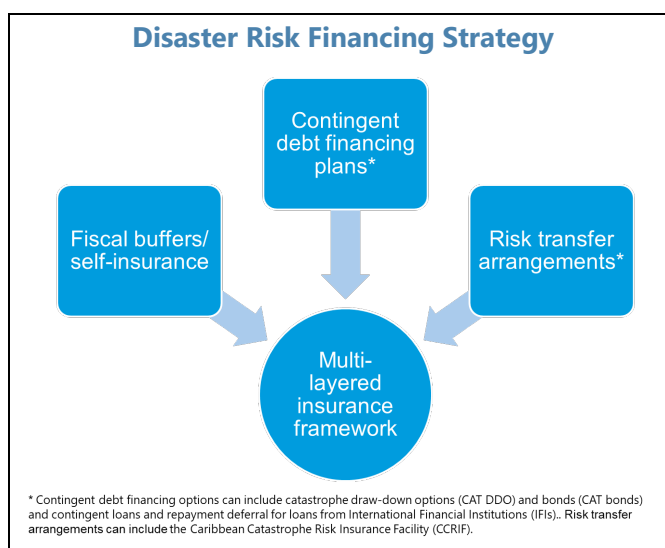 Disaster Risk Financing Strategy
Contingent
debt financing
plans*
Fiscal buffers/
self-insurance
Risk transfer
arrangements*
Multi-
layered
insurance
framework
* Contingent debt financing options can include catastrophe draw-down options (CAT DDO) and bonds (CAT bonds)
and contingent loans and repayment deferral for loans from International Financial Institutions (IFIs).. Risk transfer
arrangements can include the Caribbean Catastrophe Risk Insurance Facility (CCRIF).